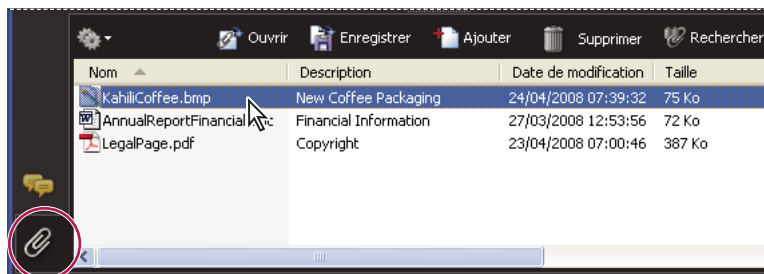 Ouvrir Enregistrer Ajouter Supprimer Rechercher
Nom Description Date de modification Taille
KahiliCoffee.bmp New Coffee Packaging 24/04/2008 07:39:32 75 Ko
AnnualReportFinancial Financial Information 27/03/2008 12:53:56 72 Ko
LegalPage.pdf Copyright 23/04/2008 07:00:46 387 Ko